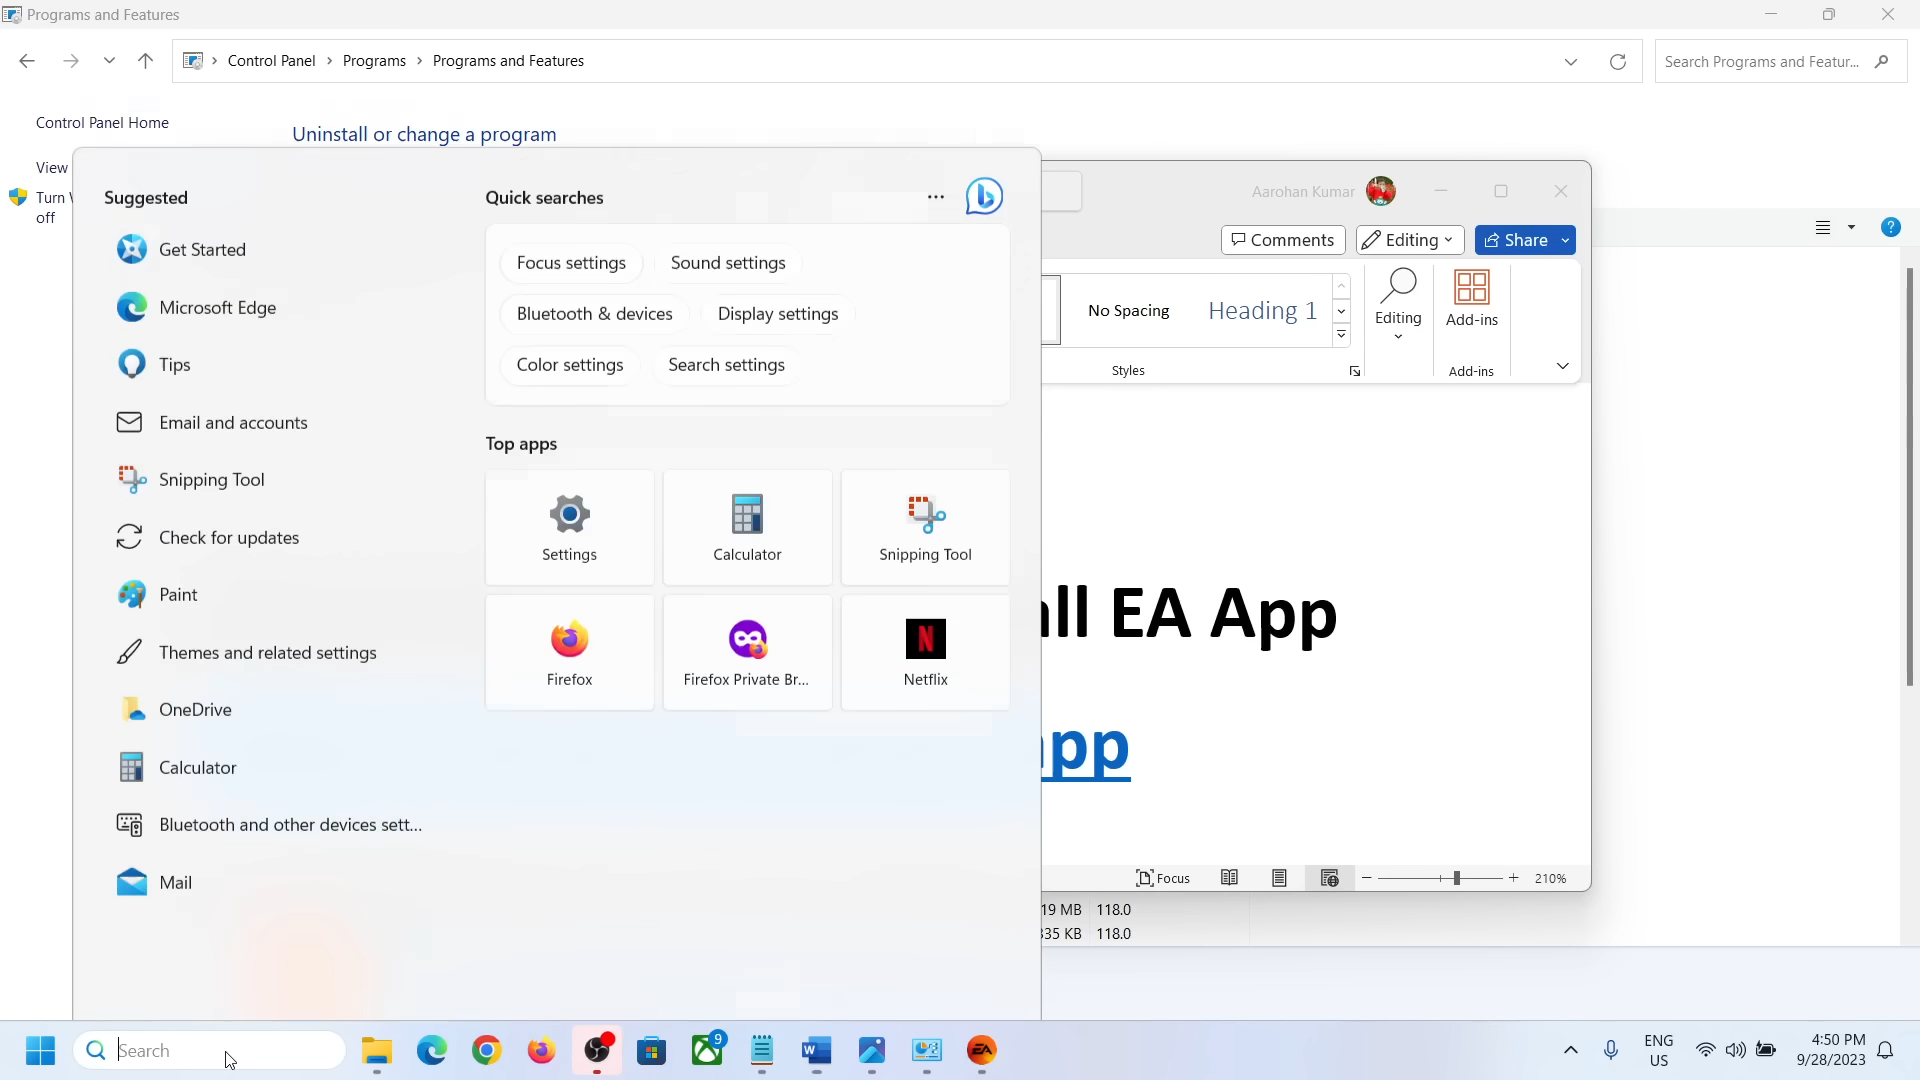 Programs and Features
Control Panel > Programs > Programs and Features
Search Programs and Featur...
Control Panel Home
Uninstall or change a program
View
Turn
off
Suggested
Get Started
Microsoft Edge
Tips
Email and accounts
Snipping Tool
Check for updates
Paint
Themes and related settings
OneDrive
Calculator
Bluetooth and other devices sett...
Mail
Quick searches
Focus settings
Sound settings
Bluetooth & devices
Display settings
Color settings
Search settings
Top apps
Settings
Calculator
Snipping Tool
Firefox
Firefox Private Br...
Netflix
Aarohan Kumar
Comments
Editing
Share
No Spacing
Heading 1
Editing
Add-ins
Styles
Add-ins
all EA App
app
Focus
210%
19 MB 118.0
335 KB 118.0
Search
9
EA
ENG
US
4:50 PM
9/28/2023